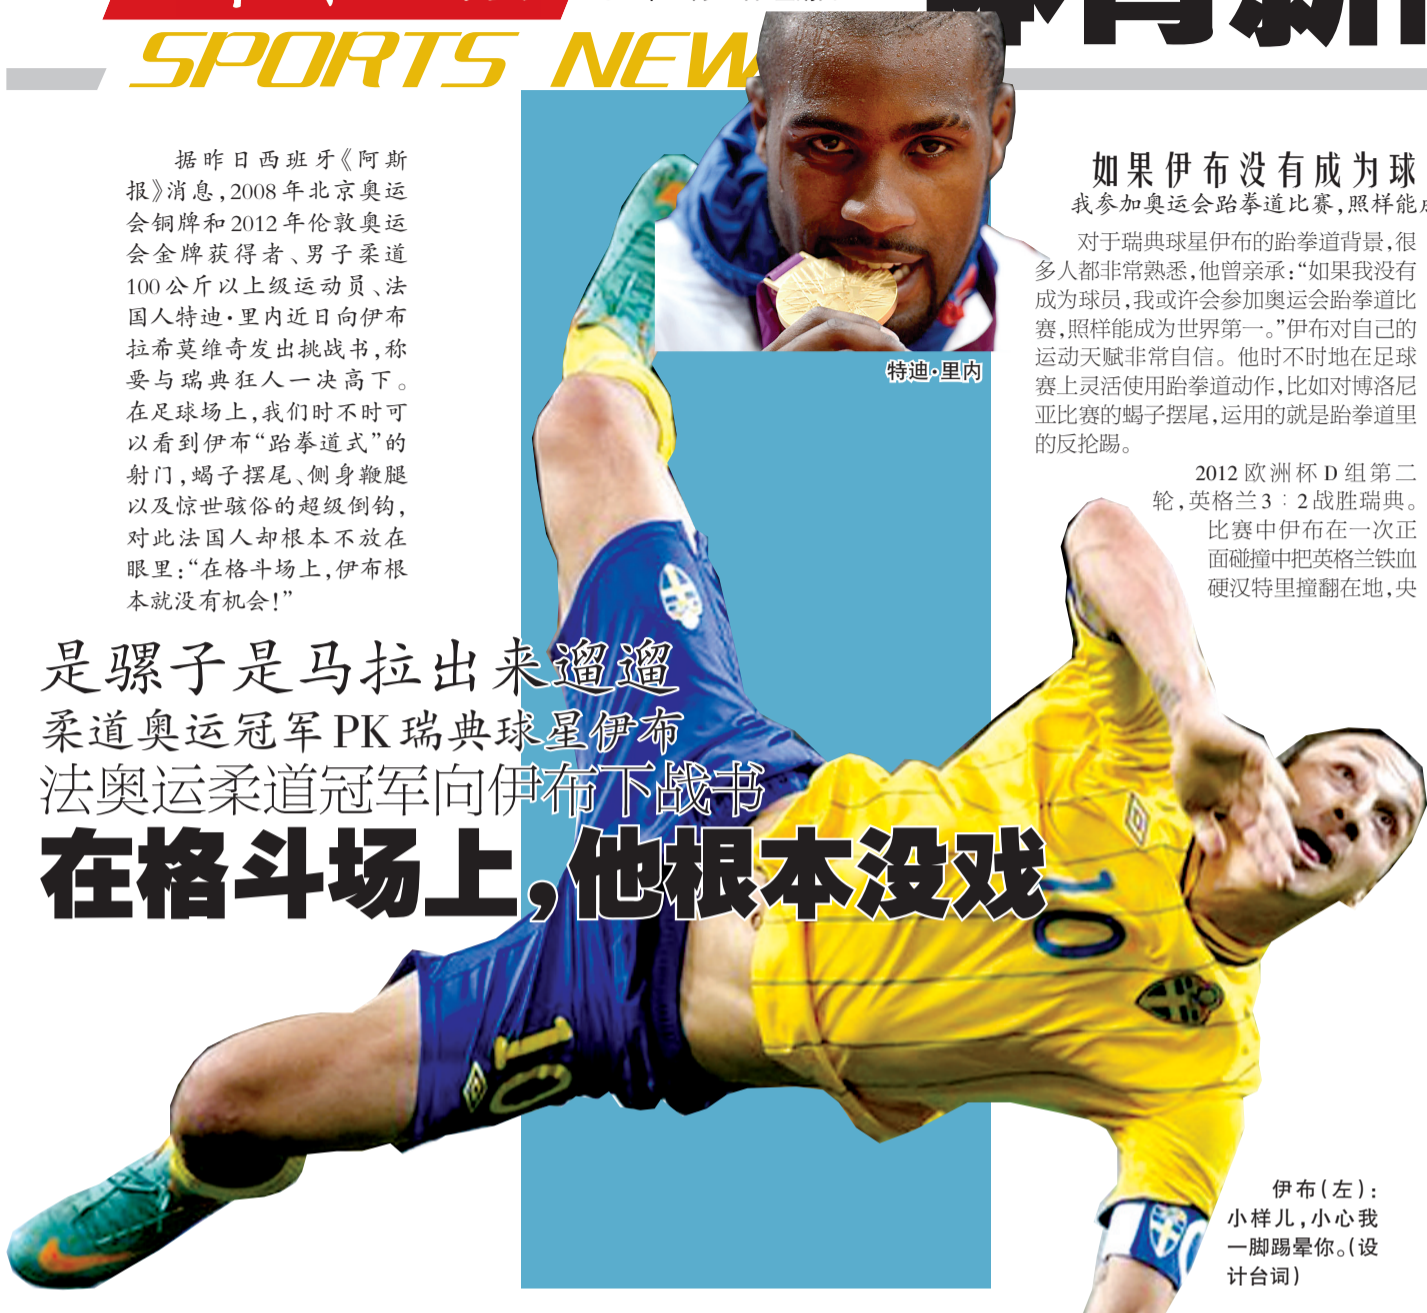 SPORTS NEW
据昨日西班牙《阿斯
报》消息,2008年北京奥运
会铜牌和2012年伦敦奥运
会金牌获得者、男子柔道
100公斤以上级运动员、法
国人特迪·里内近日向伊布
拉希莫维奇发出挑战书,称
要与瑞典狂人一决高下。
在足球场上,我们时不时可
以看到伊布“跆拳道式”的
射门,蝎子摆尾、侧身鞭腿
以及惊世骇俗的超级倒钩,
对此法国人却根本不放在
眼里:“在格斗场上,伊布根
本就没有机会!”
特迪·里内
是骡子是马拉出来遛遛
柔道奥运冠军PK瑞典球星伊布
法奥运柔道冠军向伊布下战书
在格斗场上,他根本没戏
如果伊布没有成为球
我参加奥运会跆拳道比赛,照样能
对于瑞典球星伊布的跆拳道背景,很
多人都非常熟悉,他曾亲承:“如果我没有
成为球员,我或许会参加奥运会跆拳道比
赛,照样能成为世界第一。”伊布对自己的
运动天赋非常自信。他时不时地在足球
赛上灵活使用跆拳道动作,比如对博洛尼
亚比赛的蝎子摆尾,运用的就是跆拳道里
的反抡踢。
2012欧洲杯D组第二
轮,英格兰3∶2战胜瑞典。
比赛中伊布在一次正
面碰撞中把英格兰铁血
硬汉特里撞翻在地,央
10
10
伊布(左):
小样儿,小心我
一脚踢晕你。(设
计台词)